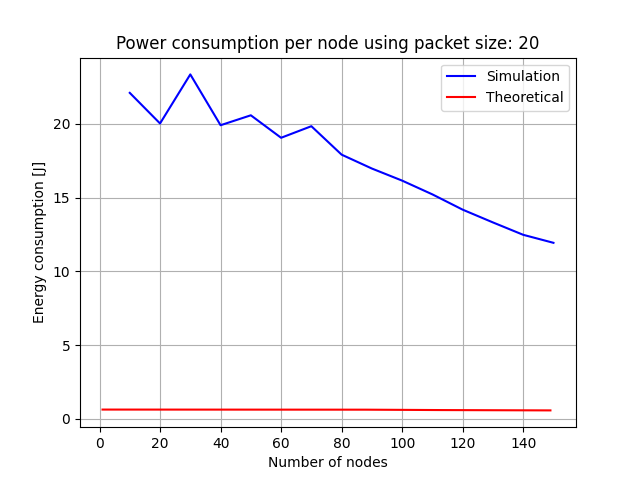 Power consumption per node using packet size: 20
Simulation
Theoretical
Energy consumption [J]
20
15
10
5
0
0 20 40 60 80 100 120 140
Number of nodes